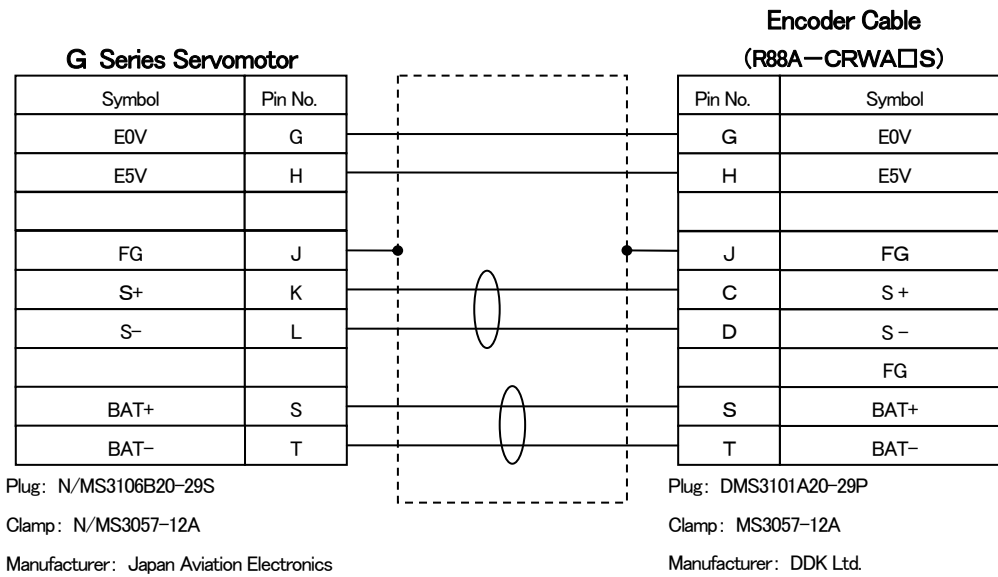 Encoder Cable
G Series Servomotor
(R88A-CRWA□S)
Symbol Pin No. Pin No. Symbol
E0V G G E0V
E5V H H E5V
FG J J FG
S+ K C S+
S- L D S-
FG
BAT+ S S BAT+
BAT- T T BAT-
Plug: N/MS3106B20-29S
Clamp: N/MS3057-12A
Manufacturer: Japan Aviation Electronics
Plug: DMS3101A20-29P
Clamp: MS3057-12A
Manufacturer: DDK Ltd.